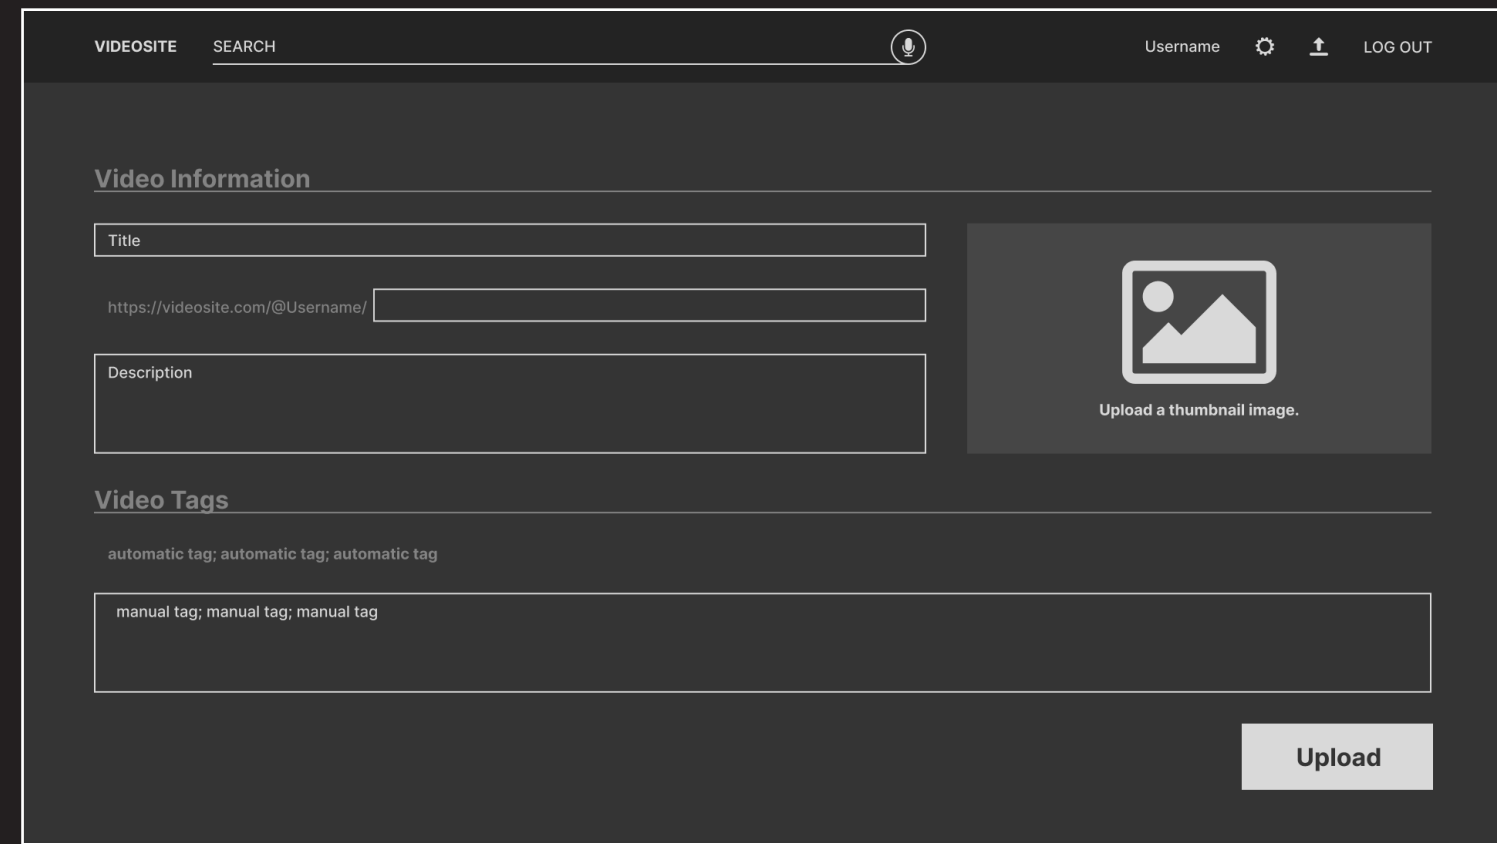 VIDEOSITE SEARCH Username LOG OUT
Video Information
Title
https://videosite.com/@Username/
Description
Upload a thumbnail image.
Video Tags
automatic tag; automatic tag; automatic tag
manual tag; manual tag; manual tag
Upload